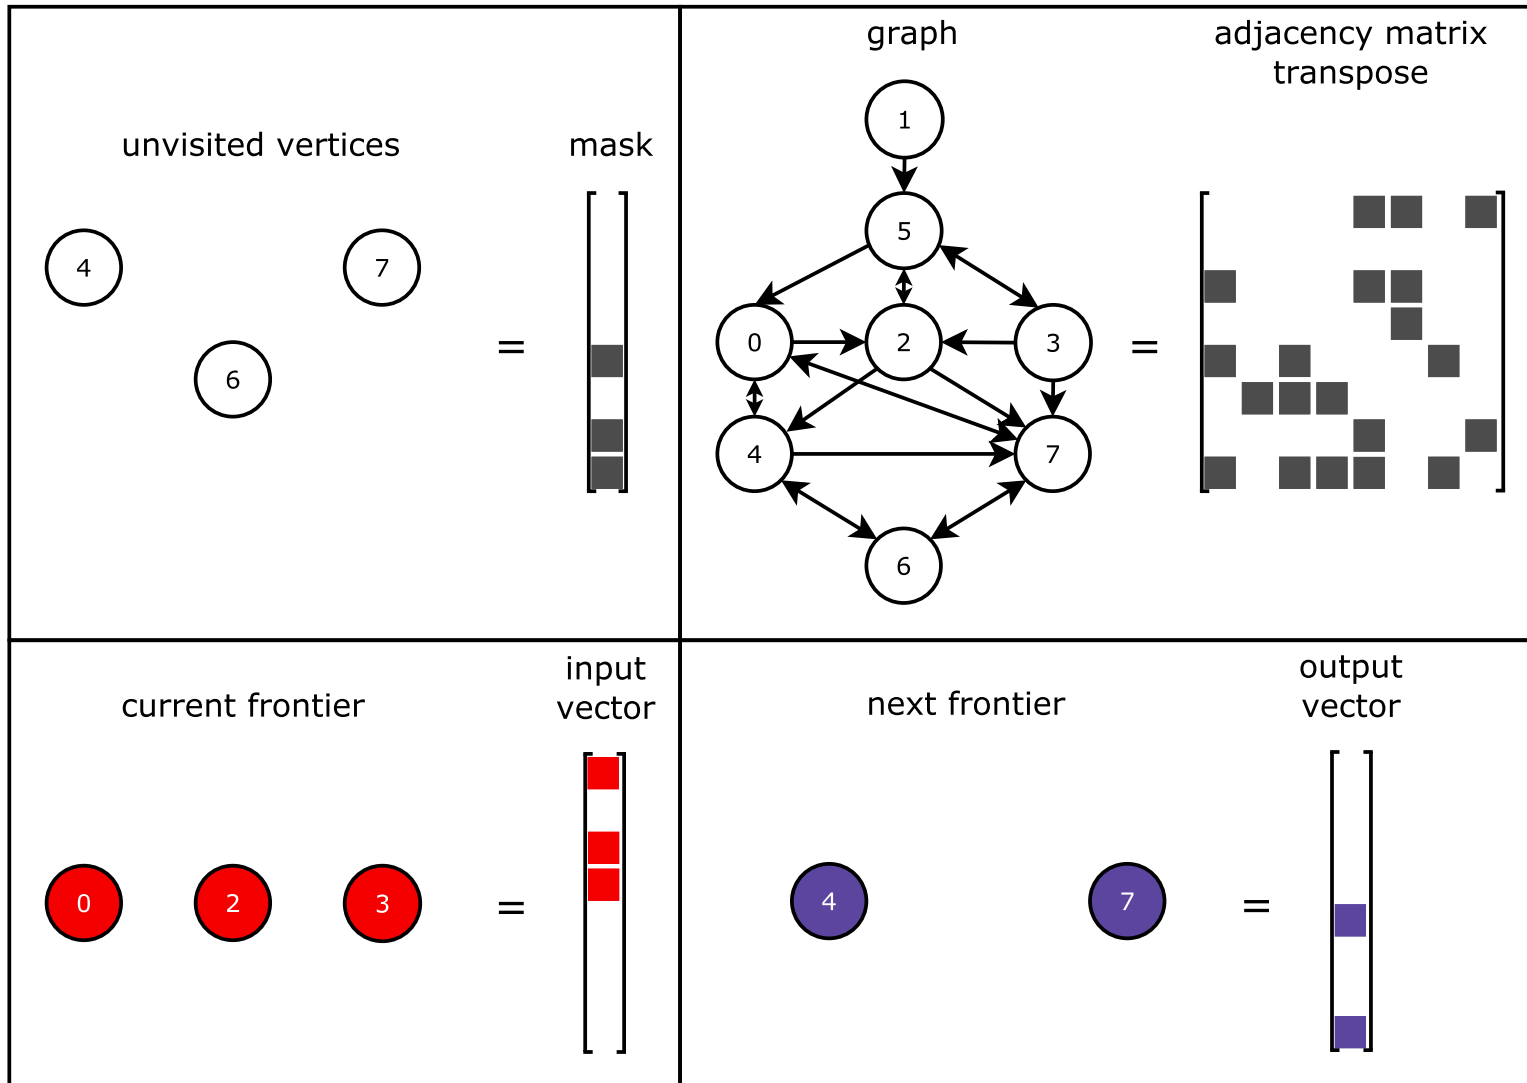 unvisited vertices
mask
4
7
6
=
graph
adjacency matrix
transpose
1
5
0
2
3
4
7
6
=
current frontier
input
vector
0
2
3
=
next frontier
output
vector
4
7
=